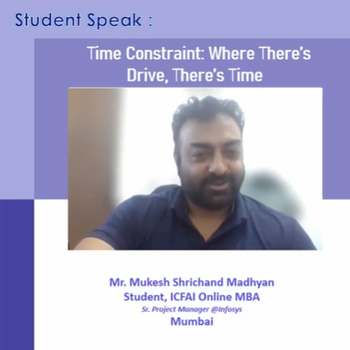 Student Speak :
Time Constraint: Where There's
Drive, There's Time
Mr. Mukesh Shrichand Madhyan
Student, ICFAI Online MBA
Sr. Project Manager @Infosys
Mumbai